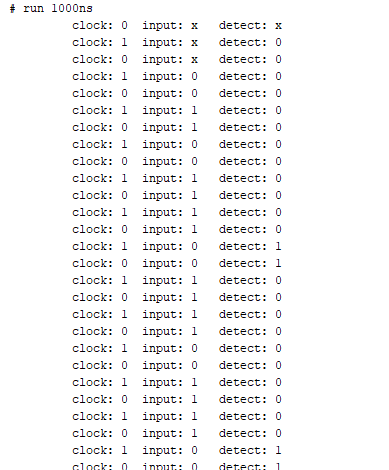 # run 1000ns
clock: 0 input: x detect: x
clock: 1 input: x detect: 0
clock: 0 input: x detect: 0
clock: 1 input: 0 detect: 0
clock: 0 input: 0 detect: 0
clock: 1 input: 1 detect: 0
clock: 0 input: 1 detect: 0
clock: 1 input: 0 detect: 0
clock: 0 input: 0 detect: 0
clock: 1 input: 1 detect: 0
clock: 0 input: 1 detect: 0
clock: 1 input: 1 detect: 0
clock: 0 input: 1 detect: 0
clock: 1 input: 0 detect: 1
clock: 0 input: 0 detect: 1
clock: 1 input: 1 detect: 0
clock: 0 input: 1 detect: 0
clock: 1 input: 1 detect: 0
clock: 0 input: 1 detect: 0
clock: 1 input: 0 detect: 0
clock: 0 input: 0 detect: 0
clock: 1 input: 1 detect: 0
clock: 0 input: 1 detect: 0
clock: 1 input: 1 detect: 0
clock: 0 input: 1 detect: 0
clock: 1 input: 0 detect: 1
clock: 0 input: 0 detect: 1